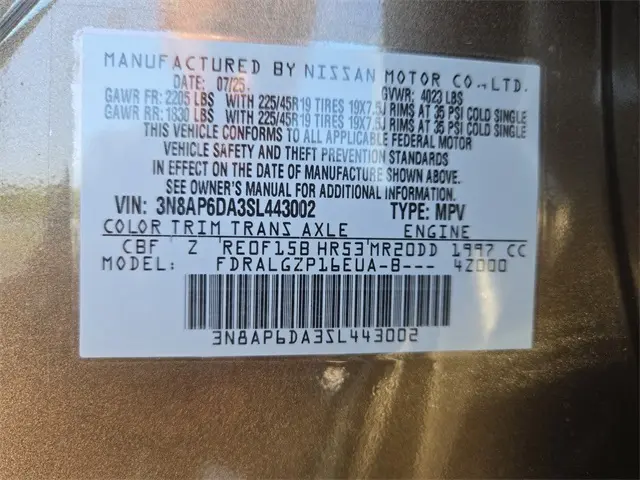 MANUFACTURED BY NISSAN MOTOR CO.,LTD.
DATE: 07/25 GVWR: 4023 LBS
GAWR FR: 2205 LBS WITH 225/45R19 TIRES 19X7.5J RIMS AT 35 PSI COLD SINGLE
GAWR RR: 1830 LBS WITH 225/45R19 TIRES 19X7.5J RIMS AT 35 PSI COLD SINGLE
THIS VEHICLE CONFORMS TO ALL APPLICABLE FEDERAL MOTOR
VEHICLE SAFETY AND THEFT PREVENTION STANDARDS
IN EFFECT ON THE DATE OF MANUFACTURE SHOWN ABOVE.
SEE OWNER'S MANUAL FOR ADDITIONAL INFORMATION.
VIN: 3N8AP6DA3SL443002 TYPE: MPV
COLOR TRIM TRANS AXLE ENGINE
CBF Z RE0F15B HR53 MR20DD 1997 CC
MODEL: FDRALGZP16EUA-B--- 4Z000
3N8AP6DA3SL443002